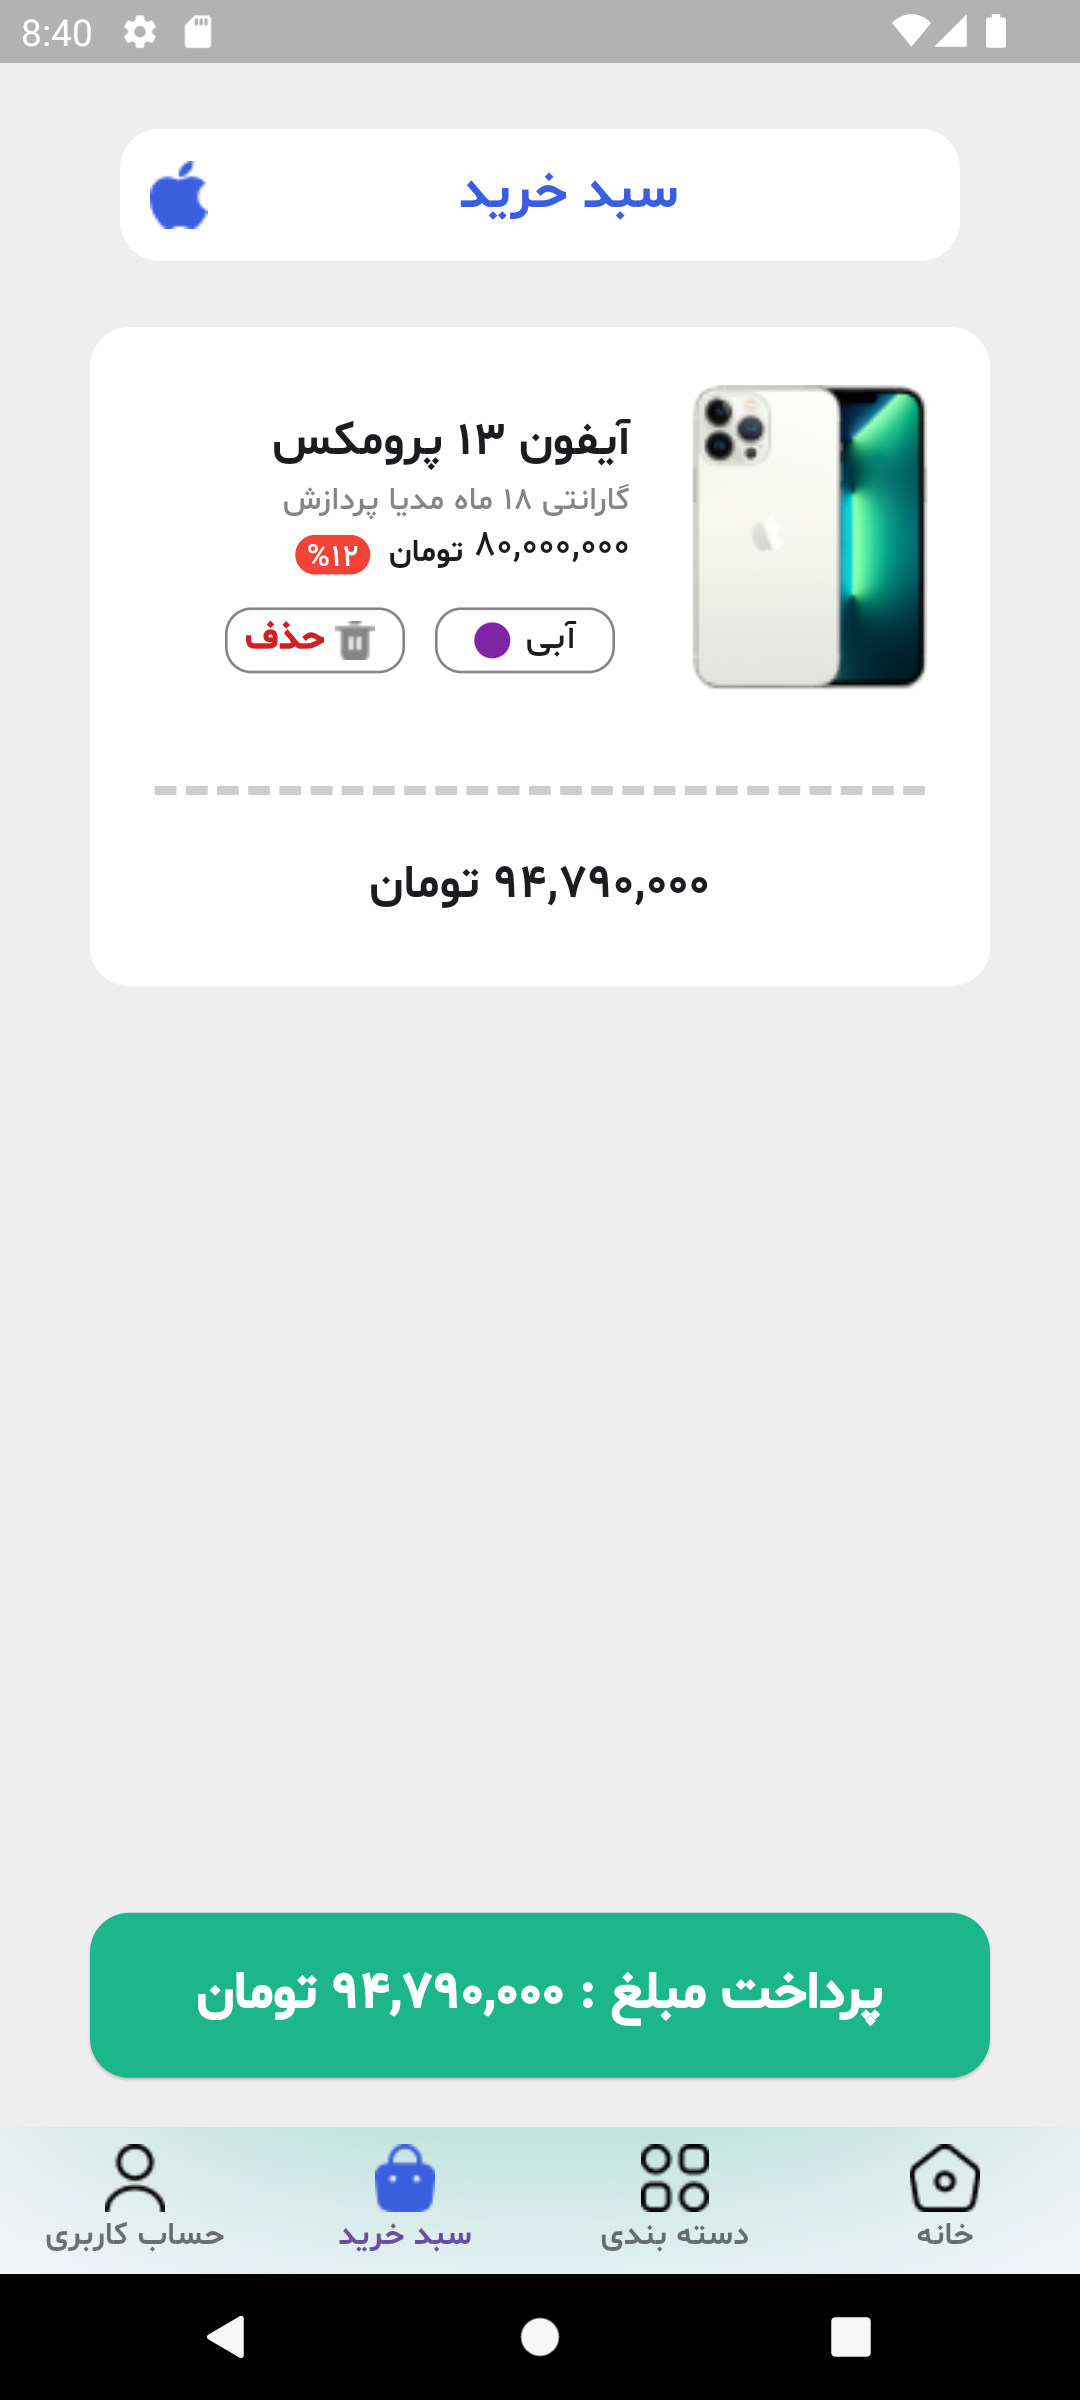 8:40
سبد خرید
آیفون ۱۳ پرومکس
گارانتی ۱۸ ماه مدیا پردازش
۸۰,۰۰۰,۰۰۰ تومان %۱۲
آبی حذف
۹۴,۷۹۰,۰۰۰ تومان
پرداخت مبلغ : ۹۴,۷۹۰,۰۰۰ تومان
خانه دسته بندی سبد خرید حساب کاربری